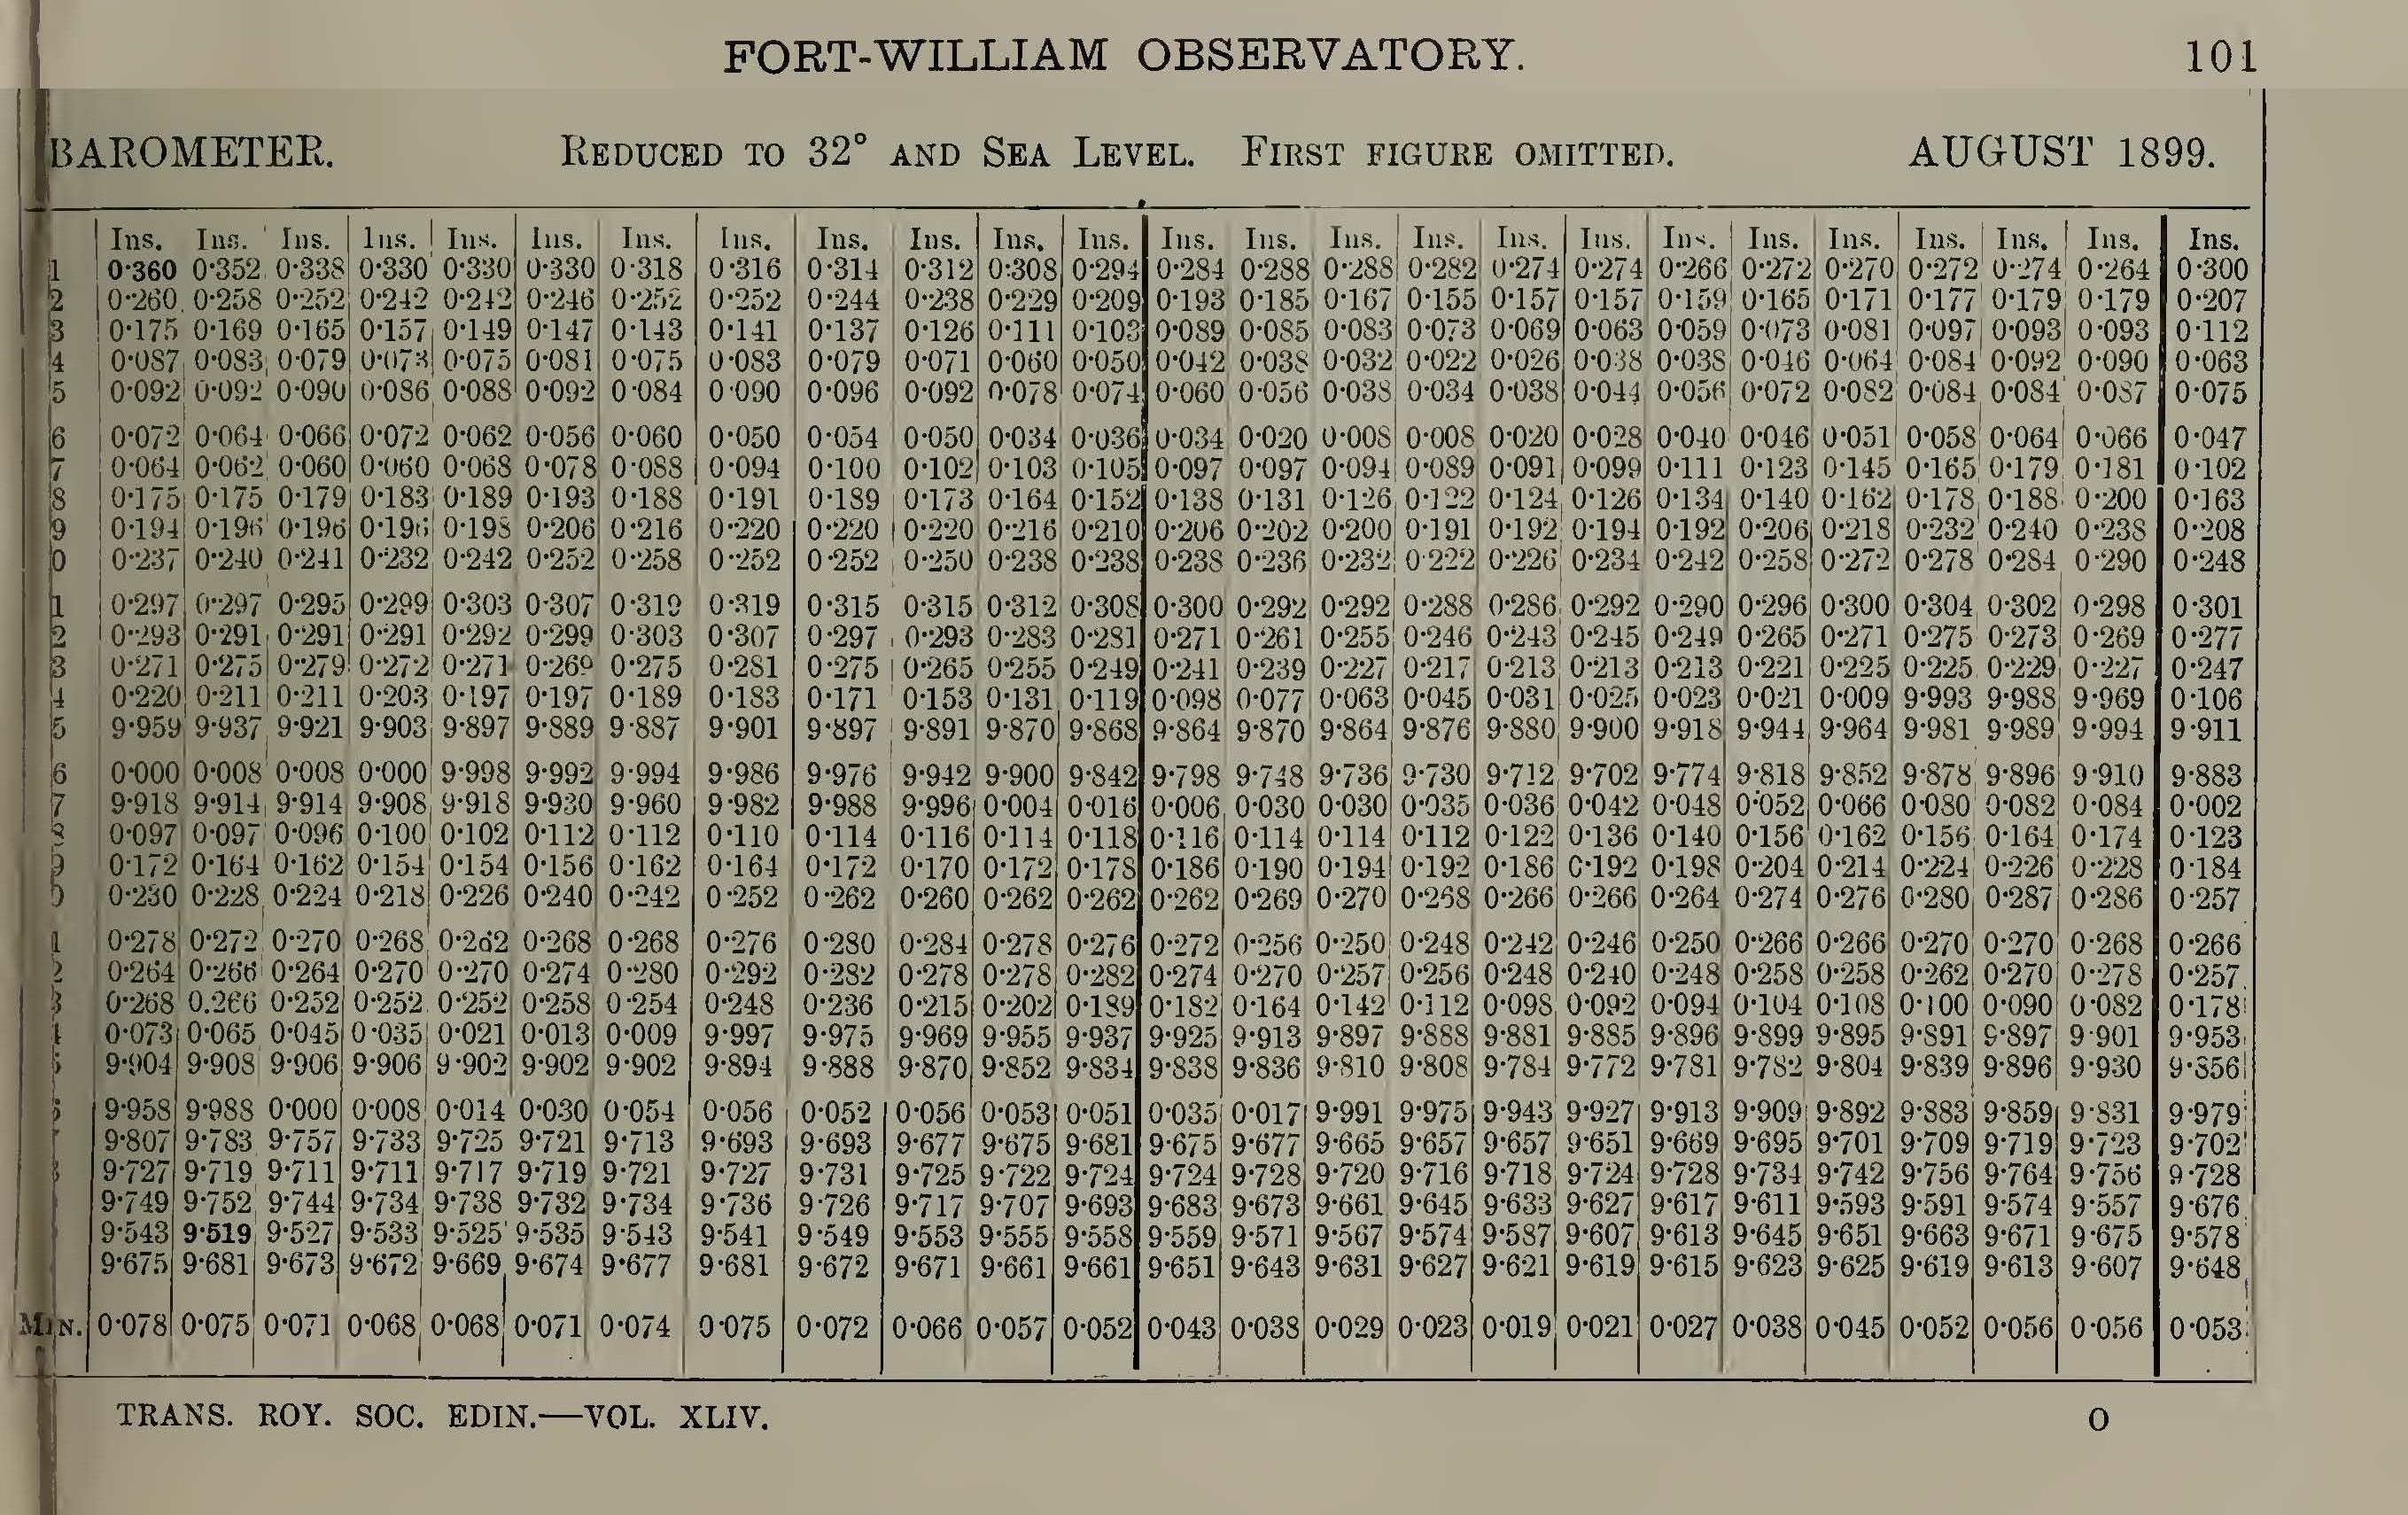 FORT-WILLIAM OBSERVATORY. 101
BAROMETER. REDUCED TO 32° AND SEA LEVEL. FIRST FIGURE OMITTED. AUGUST 1899.
Ins. Ins. Ins. Ins. Ins. Ins. Ins. Ins. Ins. Ins. Ins. Ins. Ins. Ins. Ins. Ins. Ins. Ins. Ins. Ins. Ins. Ins. Ins. Ins. Ins.
1 0·360 0·352 0·338 0·330 0·330 0·330 0·318 0·316 0·314 0·312 0·308 0·294 0·284 0·288 0·288 0·282 0·274 0·274 0·266 0·272 0·270 0·272 0·274 0·264 0·300
2 0·260 0·258 0·252 0·242 0·242 0·246 0·252 0·252 0·244 0·238 0·229 0·209 0·193 0·185 0·167 0·155 0·157 0·157 0·159 0·165 0·171 0·177 0·179 0·179 0·207
3 0·175 0·169 0·165 0·157 0·149 0·147 0·143 0·141 0·137 0·126 0·111 0·103 0·089 0·085 0·083 0·073 0·069 0·063 0·059 0·073 0·081 0·097 0·093 0·093 0·112
4 0·087 0·083 0·079 0·073 0·075 0·081 0·075 0·083 0·079 0·071 0·060 0·050 0·042 0·038 0·032 0·022 0·026 0·038 0·038 0·046 0·064 0·084 0·092 0·090 0·063
5 0·092 0·092 0·090 0·086 0·088 0·092 0·084 0·090 0·096 0·092 0·078 0·074 0·060 0·056 0·038 0·034 0·038 0·044 0·056 0·072 0·082 0·084 0·084 0·087 0·075
6 0·072 0·064 0·066 0·072 0·062 0·056 0·060 0·050 0·054 0·050 0·034 0·036 0·034 0·020 0·008 0·008 0·020 0·028 0·040 0·046 0·051 0·058 0·064 0·066 0·047
7 0·064 0·062 0·060 0·060 0·068 0·078 0·088 0·094 0·100 0·102 0·103 0·105 0·097 0·097 0·094 0·089 0·091 0·099 0·111 0·123 0·145 0·165 0·179 0·181 0·102
8 0·175 0·175 0·179 0·183 0·189 0·193 0·188 0·191 0·189 0·173 0·164 0·152 0·138 0·131 0·126 0·122 0·124 0·126 0·134 0·140 0·162 0·178 0·188 0·200 0·163
9 0·194 0·196 0·196 0·196 0·198 0·206 0·216 0·220 0·220 0·220 0·216 0·210 0·206 0·202 0·200 0·191 0·192 0·194 0·192 0·206 0·218 0·232 0·240 0·238 0·208
0 0·237 0·240 0·241 0·232 0·242 0·252 0·258 0·252 0·252 0·250 0·238 0·238 0·238 0·236 0·232 0·222 0·226 0·234 0·242 0·258 0·272 0·278 0·284 0·290 0·248
1 0·297 0·297 0·295 0·299 0·303 0·307 0·319 0·319 0·315 0·315 0·312 0·308 0·300 0·292 0·292 0·288 0·286 0·292 0·290 0·296 0·300 0·304 0·302 0·298 0·301
2 0·293 0·291 0·291 0·291 0·292 0·299 0·303 0·307 0·297 0·293 0·283 0·281 0·271 0·261 0·255 0·246 0·243 0·245 0·249 0·265 0·271 0·275 0·273 0·269 0·277
3 0·271 0·275 0·279 0·272 0·271 0·269 0·275 0·281 0·275 0·265 0·255 0·249 0·241 0·239 0·227 0·217 0·213 0·213 0·213 0·221 0·225 0·225 0·229 0·227 0·247
4 0·220 0·211 0·211 0·203 0·197 0·197 0·189 0·183 0·171 0·153 0·131 0·119 0·098 0·077 0·063 0·045 0·031 0·025 0·023 0·021 0·009 9·993 9·988 9·969 0·106
5 9·959 9·937 9·921 9·903 9·897 9·889 9·887 9·901 9·897 9·891 9·870 9·868 9·864 9·870 9·864 9·876 9·880 9·900 9·918 9·944 9·964 9·981 9·989 9·994 9·911
6 0·000 0·008 0·008 0·000 9·998 9·992 9·994 9·986 9·976 9·942 9·900 9·842 9·798 9·748 9·736 9·730 9·712 9·702 9·774 9·818 9·852 9·878 9·896 9·910 9·883
7 9·918 9·914 9·914 9·908 9·918 9·930 9·960 9·982 9·988 9·996 0·004 0·016 0·006 0·030 0·030 0·035 0·036 0·042 0·048 0·052 0·066 0·080 0·082 0·084 0·002
8 0·097 0·097 0·096 0·100 0·102 0·112 0·112 0·110 0·114 0·116 0·114 0·118 0·116 0·114 0·114 0·112 0·122 0·136 0·140 0·156 0·162 0·156 0·164 0·174 0·123
9 0·172 0·164 0·162 0·154 0·154 0·156 0·162 0·164 0·172 0·170 0·172 0·178 0·186 0·190 0·194 0·192 0·186 0·192 0·198 0·204 0·214 0·224 0·226 0·228 0·184
0 0·230 0·228 0·224 0·218 0·226 0·240 0·242 0·252 0·262 0·260 0·262 0·262 0·262 0·269 0·270 0·268 0·266 0·266 0·264 0·274 0·276 0·280 0·287 0·286 0·257
1 0·278 0·272 0·270 0·268 0·262 0·268 0·268 0·276 0·280 0·284 0·278 0·276 0·272 0·256 0·250 0·248 0·242 0·246 0·250 0·266 0·266 0·270 0·270 0·268 0·266
2 0·264 0·266 0·264 0·270 0·270 0·274 0·280 0·292 0·282 0·278 0·278 0·282 0·274 0·270 0·257 0·256 0·248 0·240 0·248 0·258 0·258 0·262 0·270 0·278 0·257
3 0·268 0.266 0·252 0·252 0·252 0·258 0·254 0·248 0·236 0·215 0·202 0·189 0·182 0·164 0·142 0·112 0·098 0·092 0·094 0·104 0·108 0·100 0·090 0·082 0·178
0·073 0·065 0·045 0·035 0·021 0·013 0·009 9·997 9·975 9·969 9·955 9·937 9·925 9·913 9·897 9·888 9·881 9·885 9·896 9·899 9·895 9·891 9·897 9·901 9·953
9·904 9·908 9·906 9·906 9·902 9·902 9·902 9·894 9·888 9·870 9·852 9·834 9·838 9·836 9·810 9·808 9·784 9·772 9·781 9·782 9·804 9·839 9·896 9·930 9·856
9·958 9·988 0·000 0·008 0·014 0·030 0·054 0·056 0·052 0·056 0·053 0·051 0·035 0·017 9·991 9·975 9·943 9·927 9·913 9·909 9·892 9·883 9·859 9·831 9·979
9·807 9·783 9·757 9·733 9·725 9·721 9·713 9·693 9·693 9·677 9·675 9·681 9·675 9·677 9·665 9·657 9·657 9·651 9·669 9·695 9·701 9·709 9·719 9·723 9·702
9·727 9·719 9·711 9·711 9·717 9·719 9·721 9·727 9·731 9·725 9·722 9·724 9·724 9·728 9·720 9·716 9·718 9·724 9·728 9·734 9·742 9·756 9·764 9·756 9·728
9·749 9·752 9·744 9·734 9·738 9·732 9·734 9·736 9·726 9·717 9·707 9·693 9·683 9·673 9·661 9·645 9·633 9·627 9·617 9·611 9·593 9·591 9·574 9·557 9·676
9·543 9·519 9·527 9·533 9·525 9·535 9·543 9·541 9·549 9·553 9·555 9·558 9·559 9·571 9·567 9·574 9·587 9·607 9·613 9·645 9·651 9·663 9·671 9·675 9·578
9·675 9·681 9·673 9·672 9·669 9·674 9·677 9·681 9·672 9·671 9·661 9·661 9·651 9·643 9·631 9·627 9·621 9·619 9·615 9·623 9·625 9·619 9·613 9·607 9·648
MIN. 0·078 0·075 0·071 0·068 0·068 0·071 0·074 0·075 0·072 0·066 0·057 0·052 0·043 0·038 0·029 0·023 0·019 0·021 0·027 0·038 0·045 0·052 0·056 0·056 0·053
TRANS. ROY. SOC. EDIN.—VOL. XLIV. O